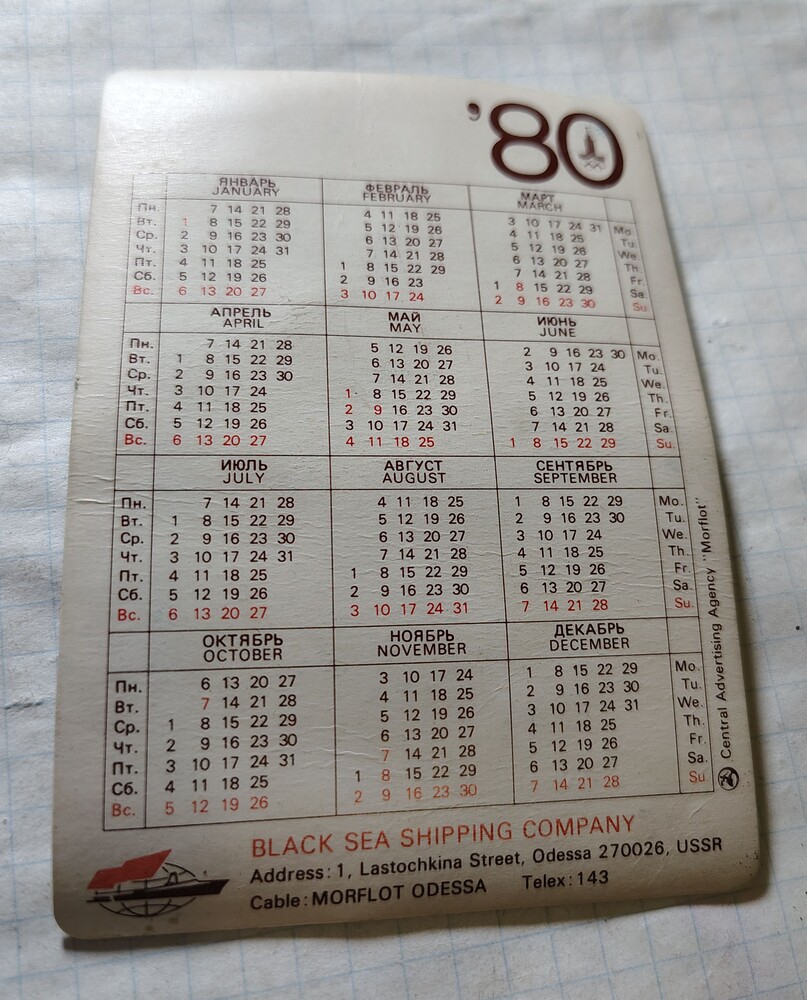 '80
ЯНВАРЬ ФЕВРАЛЬ МАРТ
JANUARY FEBRUARY MARCH
Пн. 7 14 21 28 4 11 18 25 3 10 17 24 31 Mo.
Вт. 1 8 15 22 29 5 12 19 26 4 11 18 25 Tu.
Ср. 2 9 16 23 30 6 13 20 27 5 12 19 26 We.
Чт. 3 10 17 24 31 7 14 21 28 6 13 20 27 Th.
Пт. 4 11 18 25 1 8 15 22 29 7 14 21 28 Fr.
Сб. 5 12 19 26 2 9 16 23 1 8 15 22 29 Sa.
Вс. 6 13 20 27 3 10 17 24 2 9 16 23 30 Su.
АПРЕЛЬ МАЙ ИЮНЬ
APRIL MAY JUNE
Пн. 7 14 21 28 5 12 19 26 2 9 16 23 30 Mo.
Вт. 1 8 15 22 29 6 13 20 27 3 10 17 24 Tu.
Ср. 2 9 16 23 30 7 14 21 28 4 11 18 25 We.
Чт. 3 10 17 24 1 8 15 22 29 5 12 19 26 Th.
Пт. 4 11 18 25 2 9 16 23 30 6 13 20 27 Fr.
Сб. 5 12 19 26 3 10 17 24 31 7 14 21 28 Sa.
Вс. 6 13 20 27 4 11 18 25 1 8 15 22 29 Su.
ИЮЛЬ АВГУСТ СЕНТЯБРЬ
JULY AUGUST SEPTEMBER
Пн. 7 14 21 28 4 11 18 25 1 8 15 22 29 Mo.
Вт. 1 8 15 22 29 5 12 19 26 2 9 16 23 30 Tu.
Ср. 2 9 16 23 30 6 13 20 27 3 10 17 24 We.
Чт. 3 10 17 24 31 7 14 21 28 4 11 18 25 Th.
Пт. 4 11 18 25 1 8 15 22 29 5 12 19 26 Fr.
Сб. 5 12 19 26 2 9 16 23 30 6 13 20 27 Sa.
Вс. 6 13 20 27 3 10 17 24 31 7 14 21 28 Su.
ОКТЯБРЬ НОЯБРЬ ДЕКАБРЬ
OCTOBER NOVEMBER DECEMBER
Пн. 6 13 20 27 3 10 17 24 1 8 15 22 29 Mo.
Вт. 7 14 21 28 4 11 18 25 2 9 16 23 30 Tu.
Ср. 1 8 15 22 29 5 12 19 26 3 10 17 24 31 We.
Чт. 2 9 16 23 30 6 13 20 27 4 11 18 25 Th.
Пт. 3 10 17 24 31 7 14 21 28 5 12 19 26 Fr.
Сб. 4 11 18 25 1 8 15 22 29 6 13 20 27 Sa.
Вс. 5 12 19 26 2 9 16 23 30 7 14 21 28 Su.
Central Advertising Agency "Morflot"
BLACK SEA SHIPPING COMPANY
Address: 1, Lastochkina Street, Odessa 270026, USSR
Cable: MORFLOT ODESSA Telex: 143